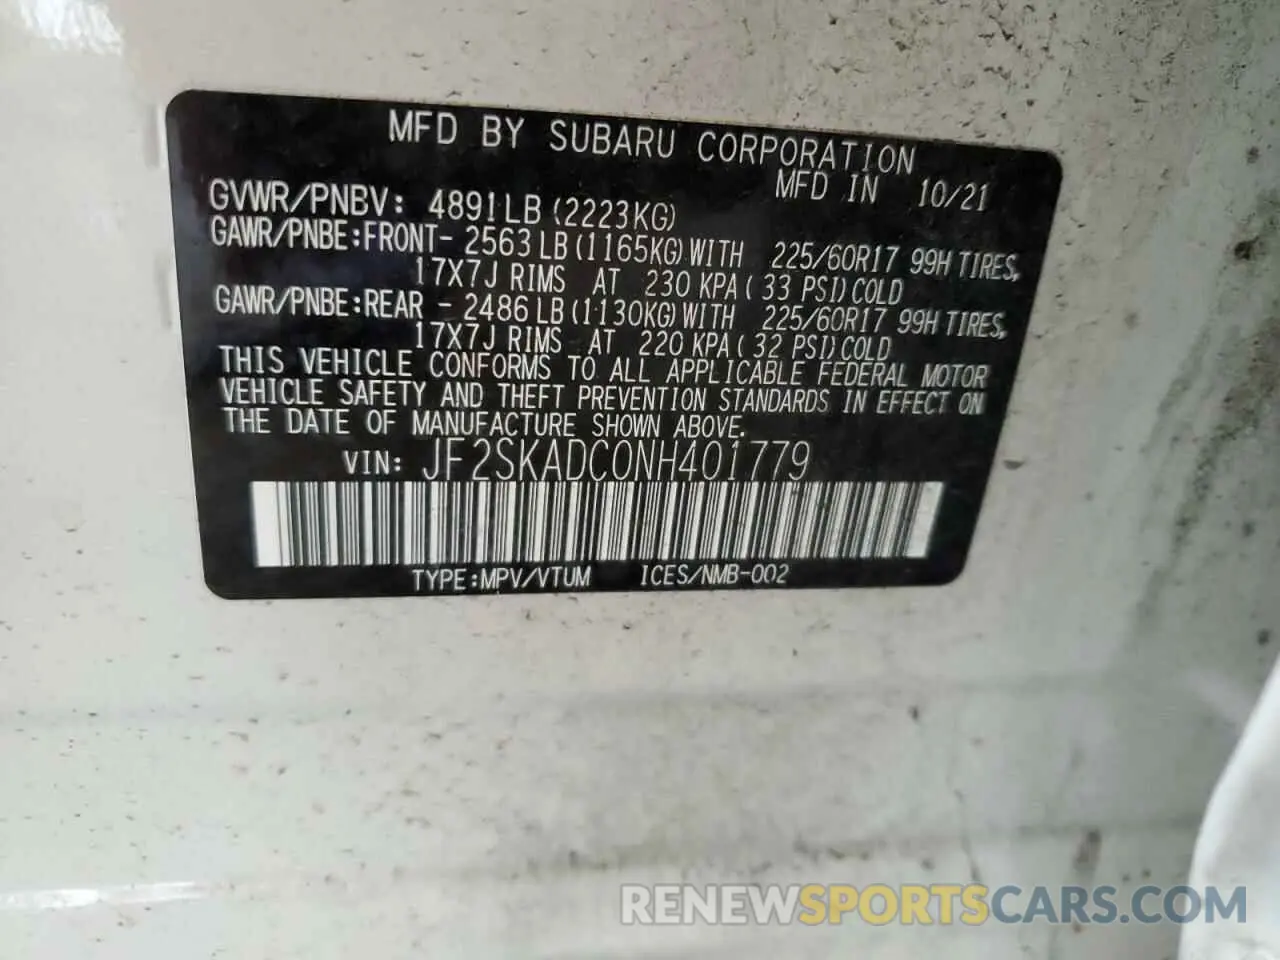 MFD BY SUBARU CORPORATION
MFD IN 10/21
GVWR/PNBV: 4891LB (2223KG)
GAWR/PNBE:FRONT- 2563 LB (1165KG) WITH 225/60R17 99H TIRES,
17X7J RIMS AT 230 KPA ( 33 PSI) COLD
GAWR/PNBE:REAR - 2486 LB (1130KG) WITH 225/60R17 99H TIRES,
17X7J RIMS AT 220 KPA ( 32 PSI) COLD
THIS VEHICLE CONFORMS TO ALL APPLICABLE FEDERAL MOTOR
VEHICLE SAFETY AND THEFT PREVENTION STANDARDS IN EFFECT ON
THE DATE OF MANUFACTURE SHOWN ABOVE.
VIN: JF2SKADC0NH401779
TYPE:MPV/VTUM ICES/NMB-002
RENEWSPORTSCARS.COM